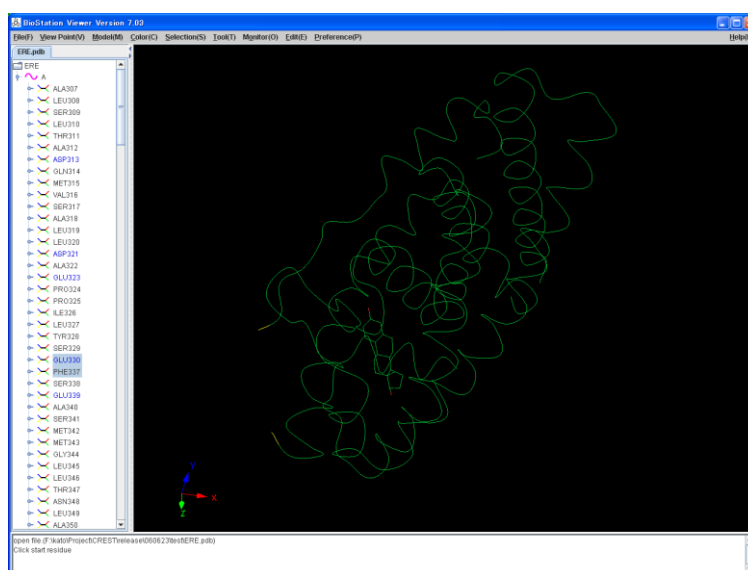 BioStation Viewer Version 7.03
File(F) View Point(V) Model(M) Color(C) Selection(S) Tool(T) Monitor(O) Edit(E) Preference(P) Help(
ERE.pdb
ERE
A
ALA307
LEU308
SER309
LEU310
THR311
ALA312
ASP313
GLN314
MET315
VAL316
SER317
ALA318
LEU319
LEU320
ASP321
ALA322
GLU323
PRO324
PRO325
ILE326
LEU327
TYR328
SER329
GLU330
PHE337
SER338
GLU339
ALA340
SER341
MET342
MET343
GLY344
LEU345
LEU346
THR347
ASN348
LEU349
ALA350
Y
X
Z
open file (F:\kato\Project\CREST\release\060623\test\ERE.pdb)
Click start residue